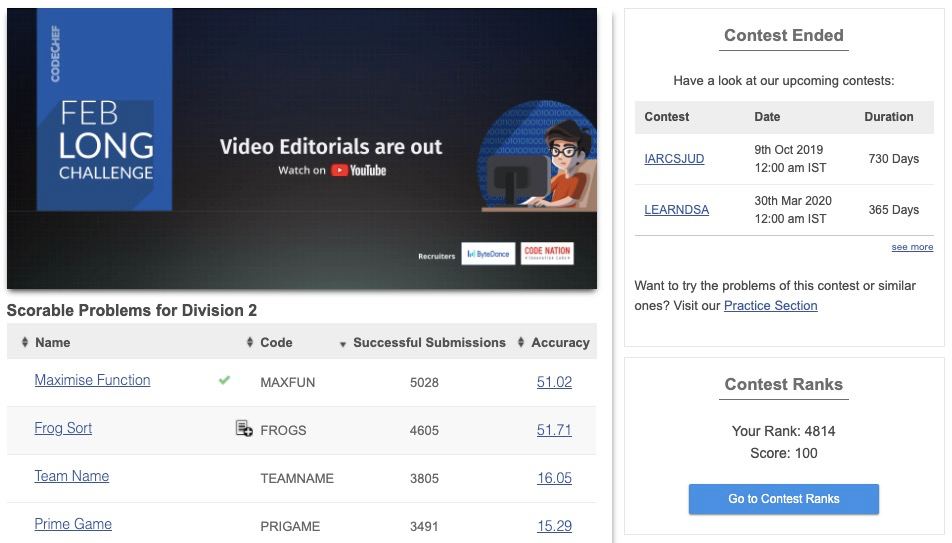 CODECHEF
FEB
LONG
CHALLENGE
Video Editorials are out
Watch on YouTube
Recruiters ByteDance CODE NATION
Scorable Problems for Division 2
Name Code Successful Submissions Accuracy
Maximise Function MAXFUN 5028 51.02
Frog Sort FROGS 4605 51.71
Team Name TEAMNAME 3805 16.05
Prime Game PRIGAME 3491 15.29
Contest Ended
Have a look at our upcoming contests:
Contest Date Duration
IARCSJUD 9th Oct 2019 730 Days
12:00 am IST
LEARNDSA 30th Mar 2020 365 Days
12:00 am IST
see more
Want to try the problems of this contest or similar
ones? Visit our Practice Section
Contest Ranks
Your Rank: 4814
Score: 100
Go to Contest Ranks